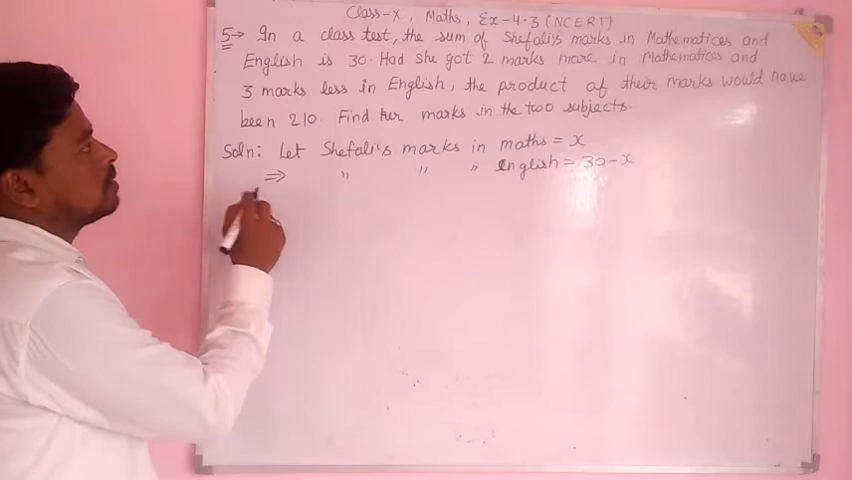 Class-X, Maths, Ex-4.3 (NCERT)
5→ In a class test, the sum of Shefali's marks in Mathematices and
English is 30. Had she got 2 marks more in Mathematices and
3 marks less in English, the product of their marks would have
been 210. Find her marks in the two subjects.
Soln: Let Shefali's marks in maths = x
⇒ " " " English = 30-x